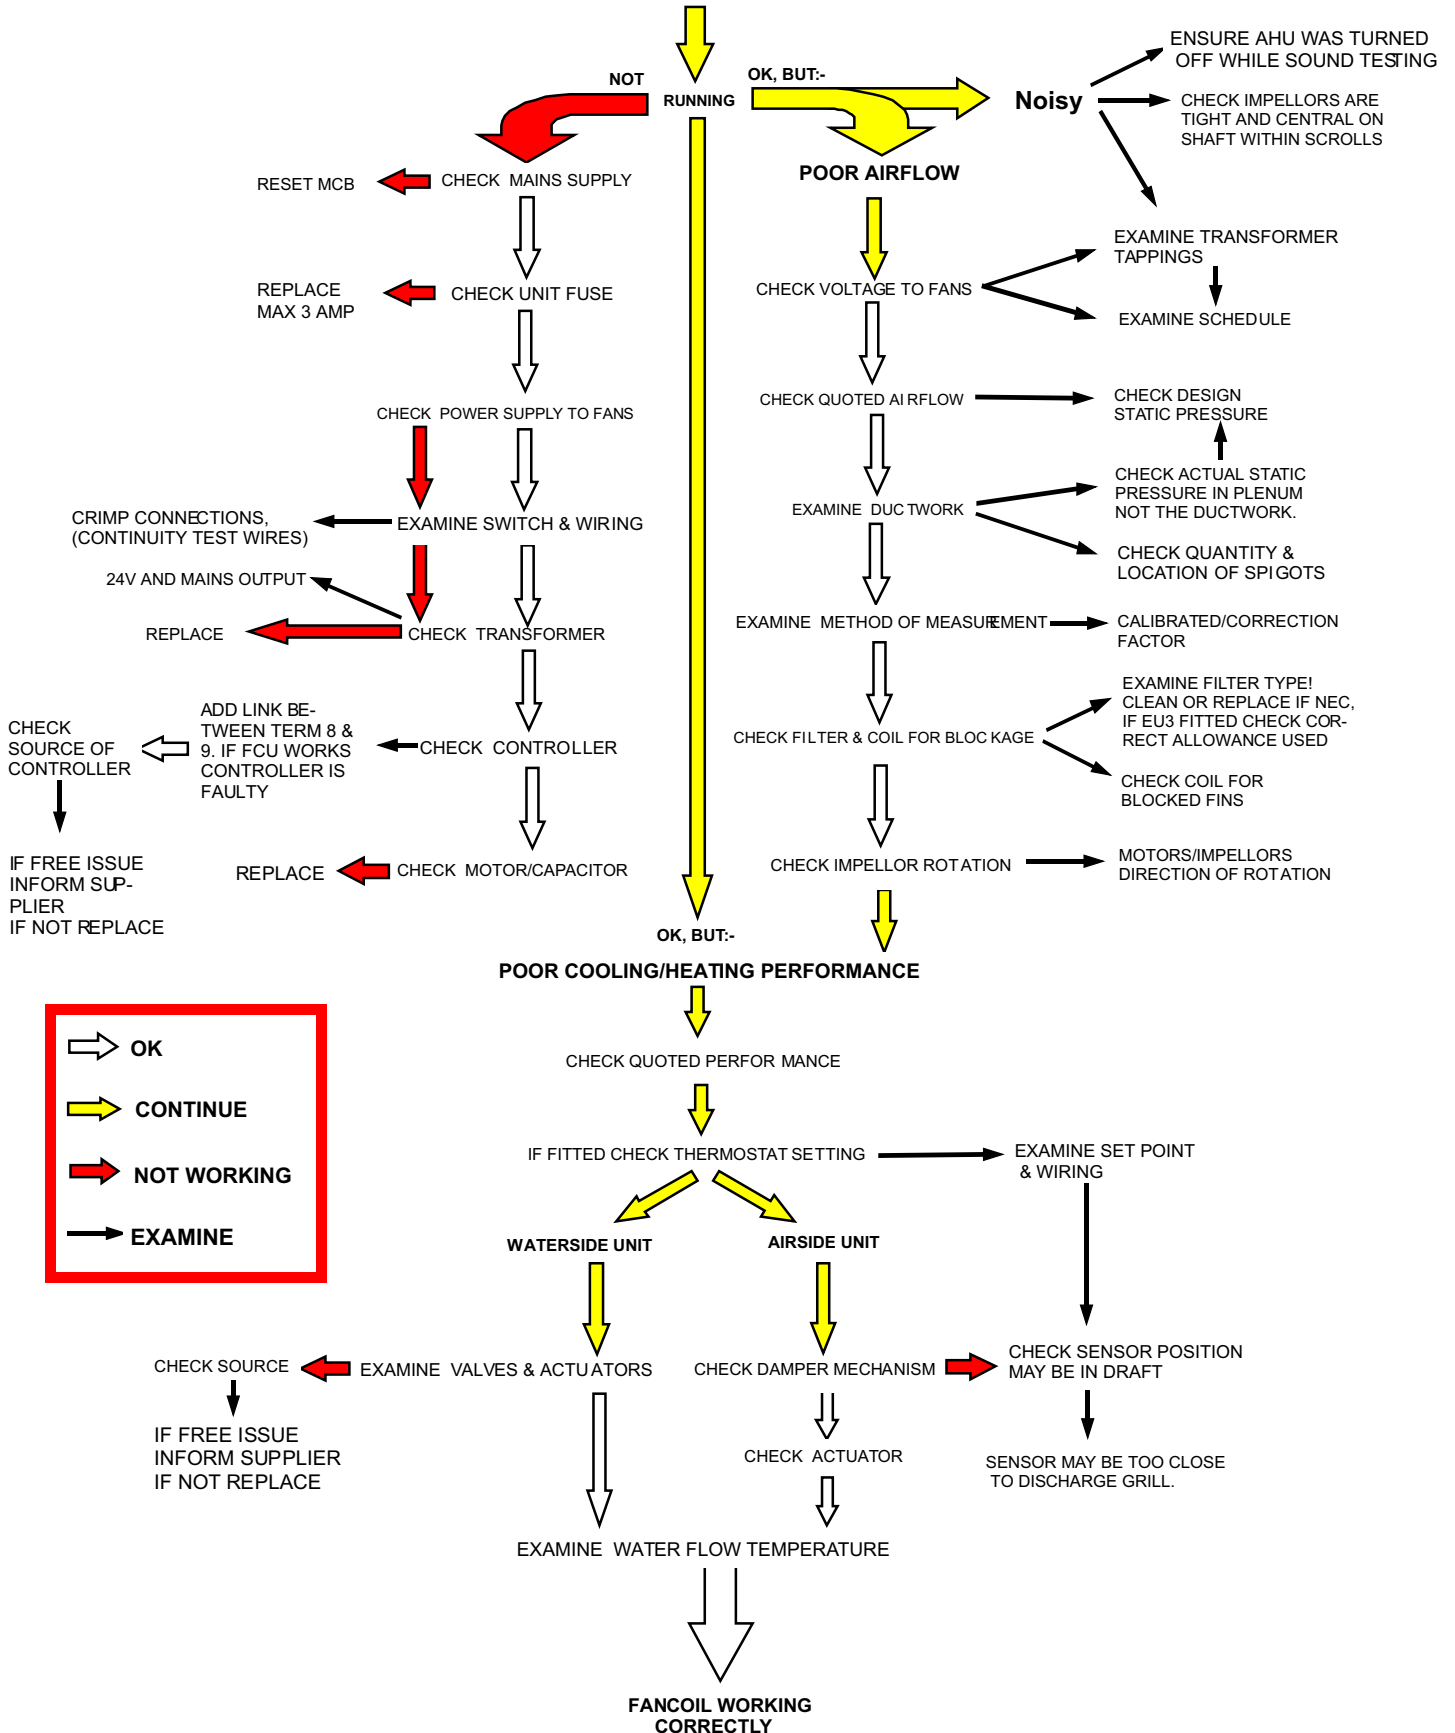 ENSURE AHU WAS TURNED
OFF WHILE SOUND TESTING
NOT
OK, BUT:-
RUNNING
Noisy
CHECK IMPELLORS ARE
TIGHT AND CENTRAL ON
SHAFT WITHIN SCROLLS
POOR AIRFLOW
RESET MCB
CHECK MAINS SUPPLY
EXAMINE TRANSFORMER
TAPPINGS
REPLACE
MAX 3 AMP
CHECK UNIT FUSE
CHECK VOLTAGE TO FANS
EXAMINE SCHEDULE
CHECK POWER SUPPLY TO FANS
CHECK QUOTED AIRFLOW
CHECK DESIGN
STATIC PRESSURE
CRIMP CONNECTIONS,
(CONTINUITY TEST WIRES)
EXAMINE SWITCH & WIRING
EXAMINE DUCTWORK
CHECK ACTUAL STATIC
PRESSURE IN PLENUM
NOT THE DUCTWORK.
CHECK QUANTITY &
LOCATION OF SPIGOTS
24V AND MAINS OUTPUT
REPLACE
CHECK TRANSFORMER
EXAMINE METHOD OF MEASUREMENT
CALIBRATED/CORRECTION
FACTOR
CHECK
SOURCE OF
CONTROLLER
ADD LINK BE-
TWEEN TERM 8 &
9. IF FCU WORKS
CONTROLLER IS
FAULTY
CHECK CONTROLLER
CHECK FILTER & COIL FOR BLOCKAGE
EXAMINE FILTER TYPE!
CLEAN OR REPLACE IF NEC,
IF EU3 FITTED CHECK COR-
RECT ALLOWANCE USED
CHECK COIL FOR
BLOCKED FINS
IF FREE ISSUE
INFORM SUP-
PLIER
IF NOT REPLACE
REPLACE
CHECK MOTOR/CAPACITOR
CHECK IMPELLOR ROTATION
MOTORS/IMPELLORS
DIRECTION OF ROTATION
OK, BUT:-
POOR COOLING/HEATING PERFORMANCE
OK
CONTINUE
NOT WORKING
EXAMINE
CHECK QUOTED PERFORMANCE
IF FITTED CHECK THERMOSTAT SETTING
EXAMINE SET POINT
& WIRING
WATERSIDE UNIT
AIRSIDE UNIT
CHECK SOURCE
EXAMINE VALVES & ACTUATORS
CHECK DAMPER MECHANISM
CHECK SENSOR POSITION
MAY BE IN DRAFT
IF FREE ISSUE
INFORM SUPPLIER
IF NOT REPLACE
CHECK ACTUATOR
SENSOR MAY BE TOO CLOSE
TO DISCHARGE GRILL.
EXAMINE WATER FLOW TEMPERATURE
FANCOIL WORKING
CORRECTLY